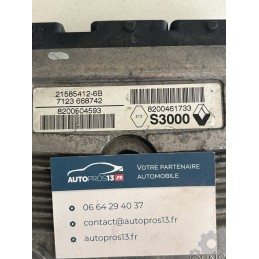 21585412-6B
7123 668742
8200604593
8200461733
S3000
AUTOPROS13.FR
VOTRE PARTENAIRE
AUTOMOBILE
06 64 29 40 37
contact@autopros13.fr
autopros13.fr